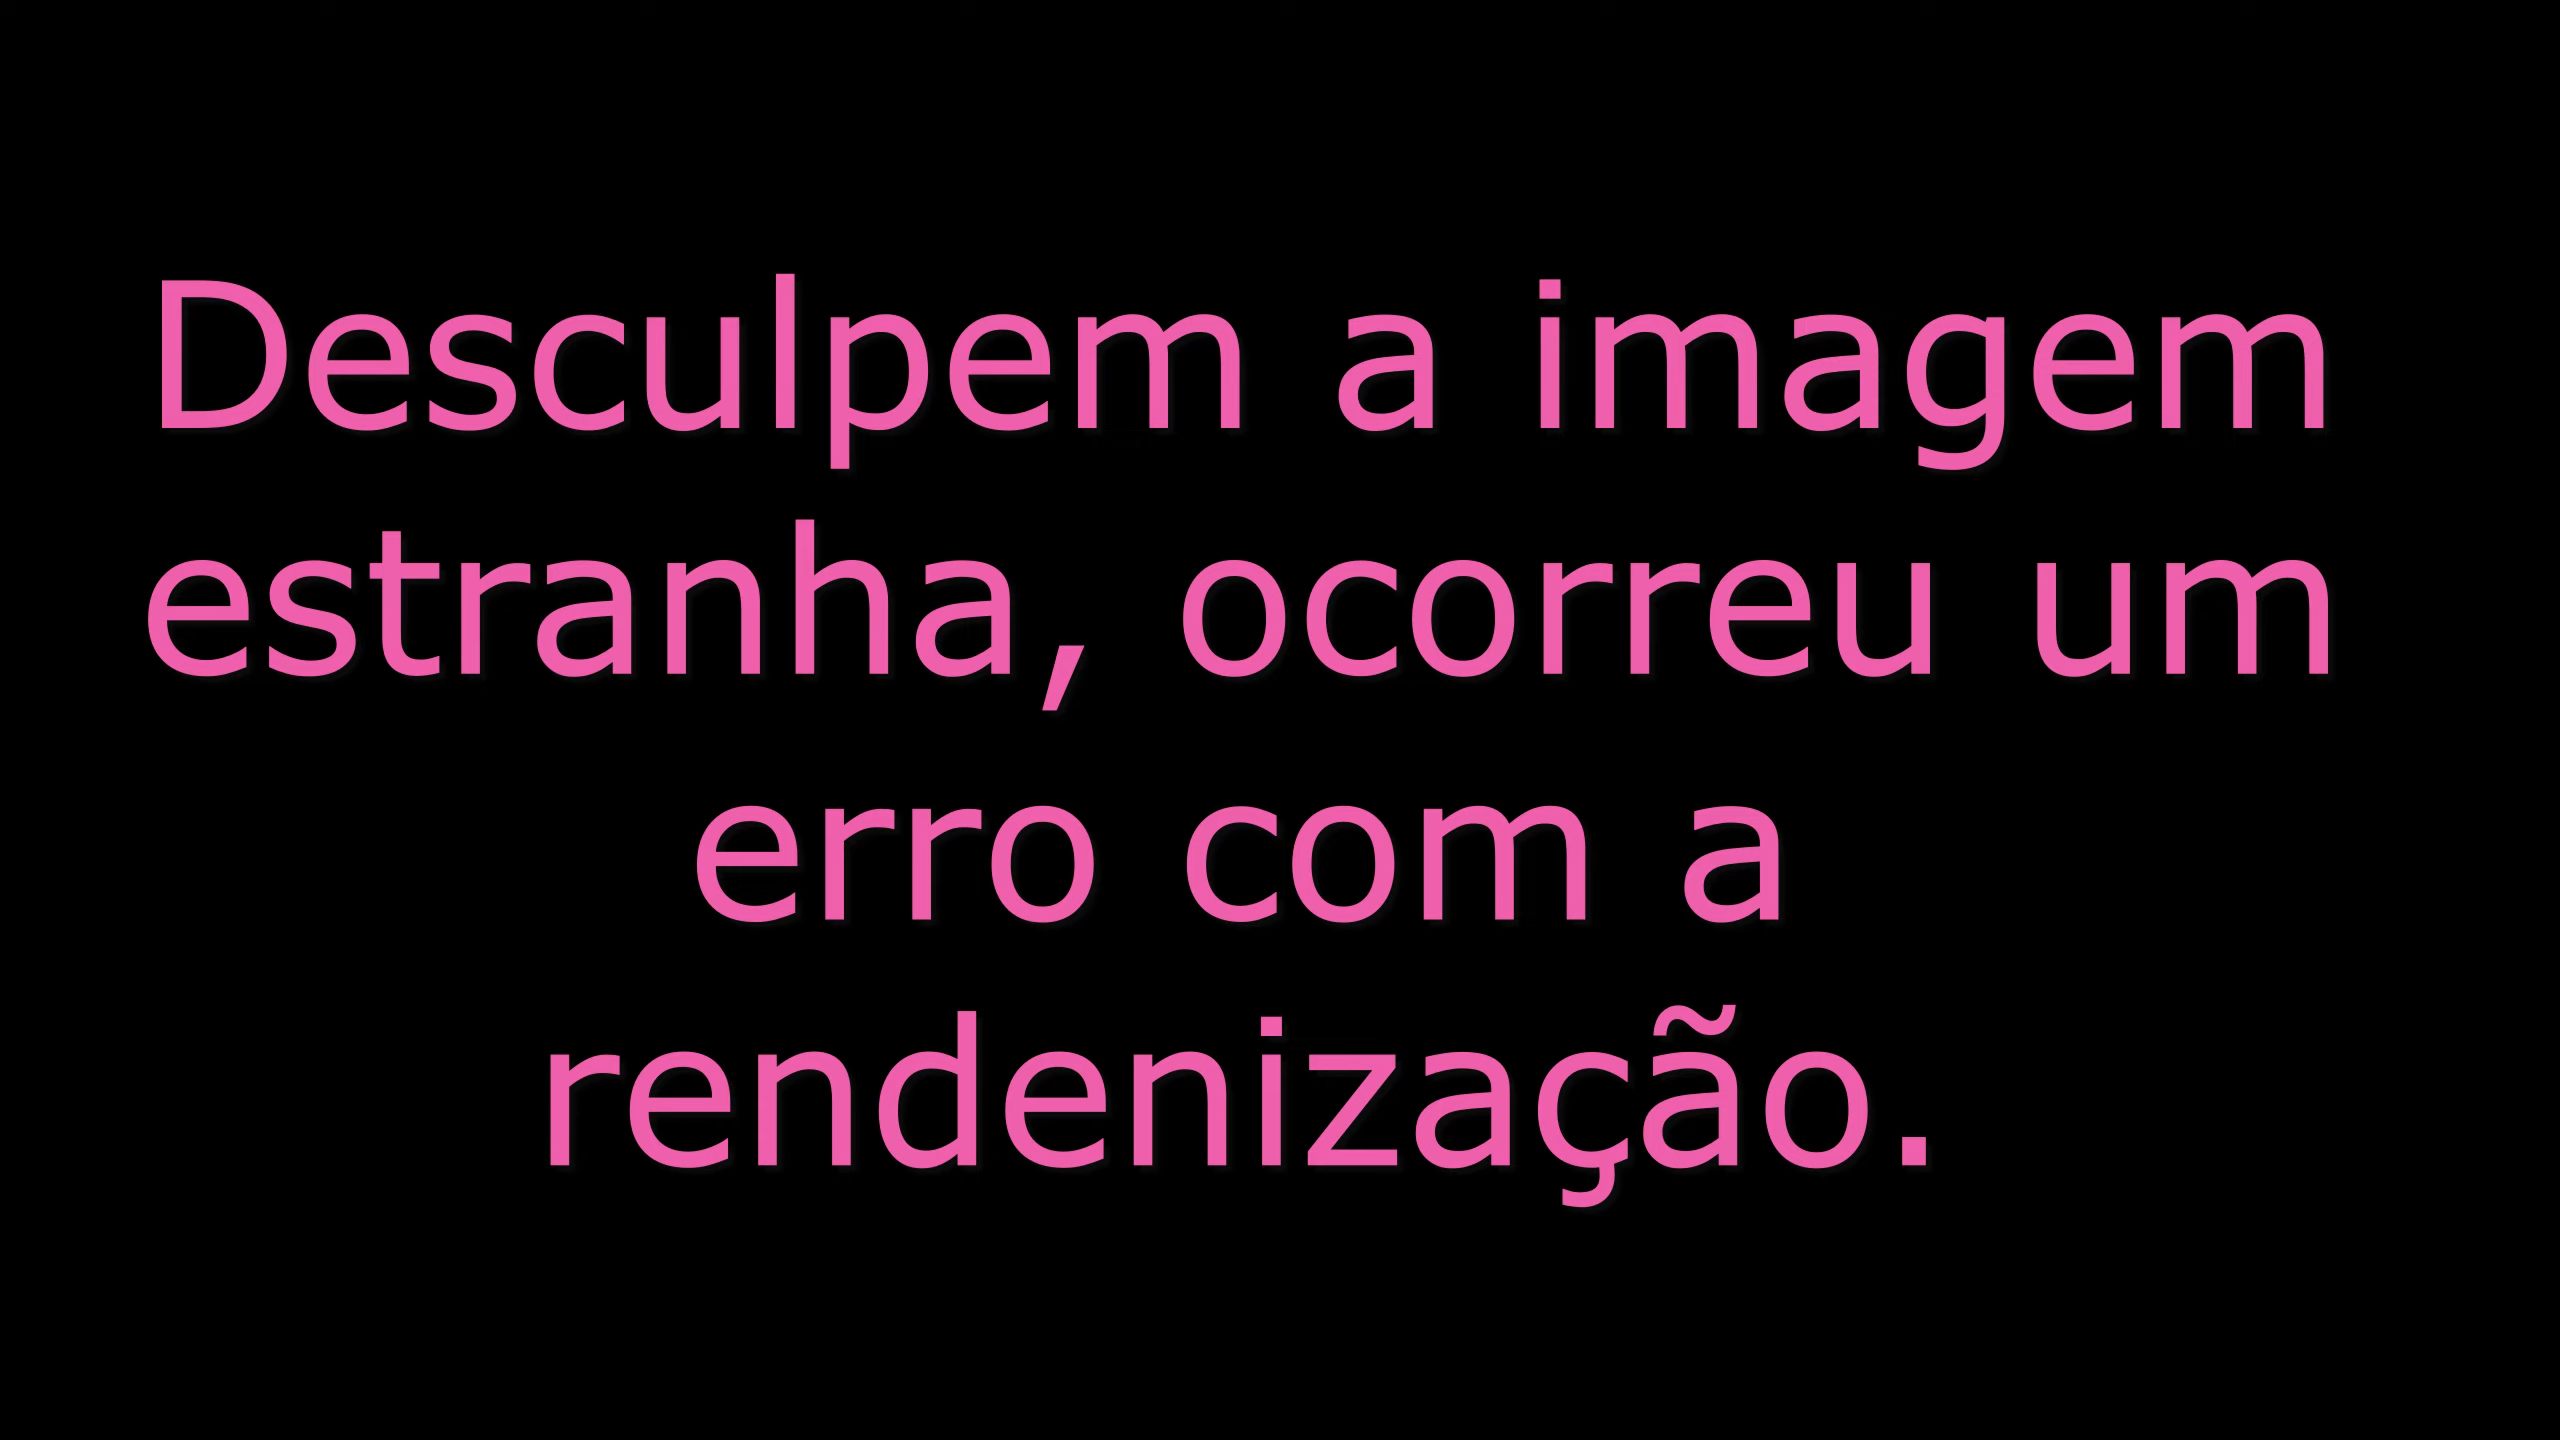 Desculpem a imagem
estranha, ocorreu um
erro com a
rendenização.